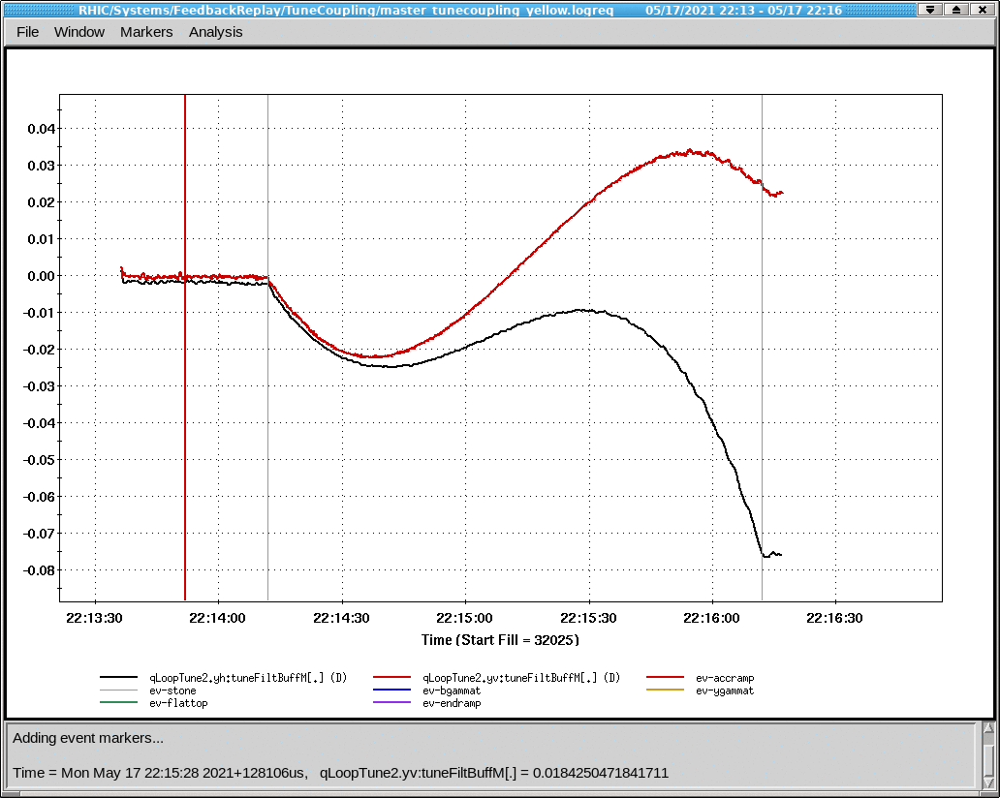 RHIC/Systems/FeedbackReplay/TuneCoupling/master_tunecoupling_yellow.logreq 05/17/2021 22:13 - 05/17 22:16
File Window Markers Analysis
0.04
0.03
0.02
0.01
0.00
-0.01
-0.02
-0.03
-0.04
-0.05
-0.06
-0.07
-0.08
22:13:30 22:14:00 22:14:30 22:15:00 22:15:30 22:16:00 22:16:30
Time (Start Fill = 32025)
qLoopTune2.yh:tuneFiltBuffM[.] (D) qLoopTune2.yv:tuneFiltBuffM[.] (D) ev-accramp
ev-stone ev-bgammat ev-ygammat
ev-flattop ev-endramp
Adding event markers...
Time = Mon May 17 22:15:28 2021+128106us, qLoopTune2.yv:tuneFiltBuffM[.] = 0.0184250471841711